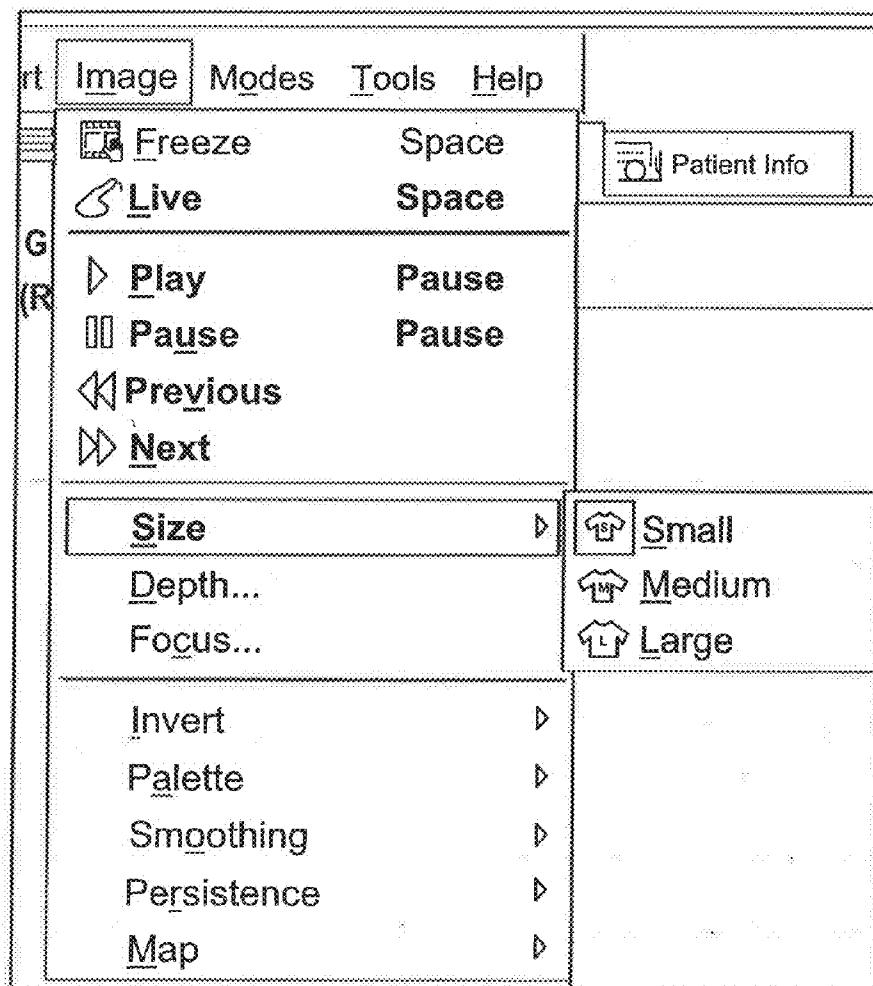 rt Image Modes Tools Help
Freeze Space
Patient Info
Live Space
G
Play Pause
(R
Pause Pause
Previous
Next
Size
S Small
Depth...
M Medium
Focus...
L Large
Invert
Palette
Smoothing
Persistence
Map